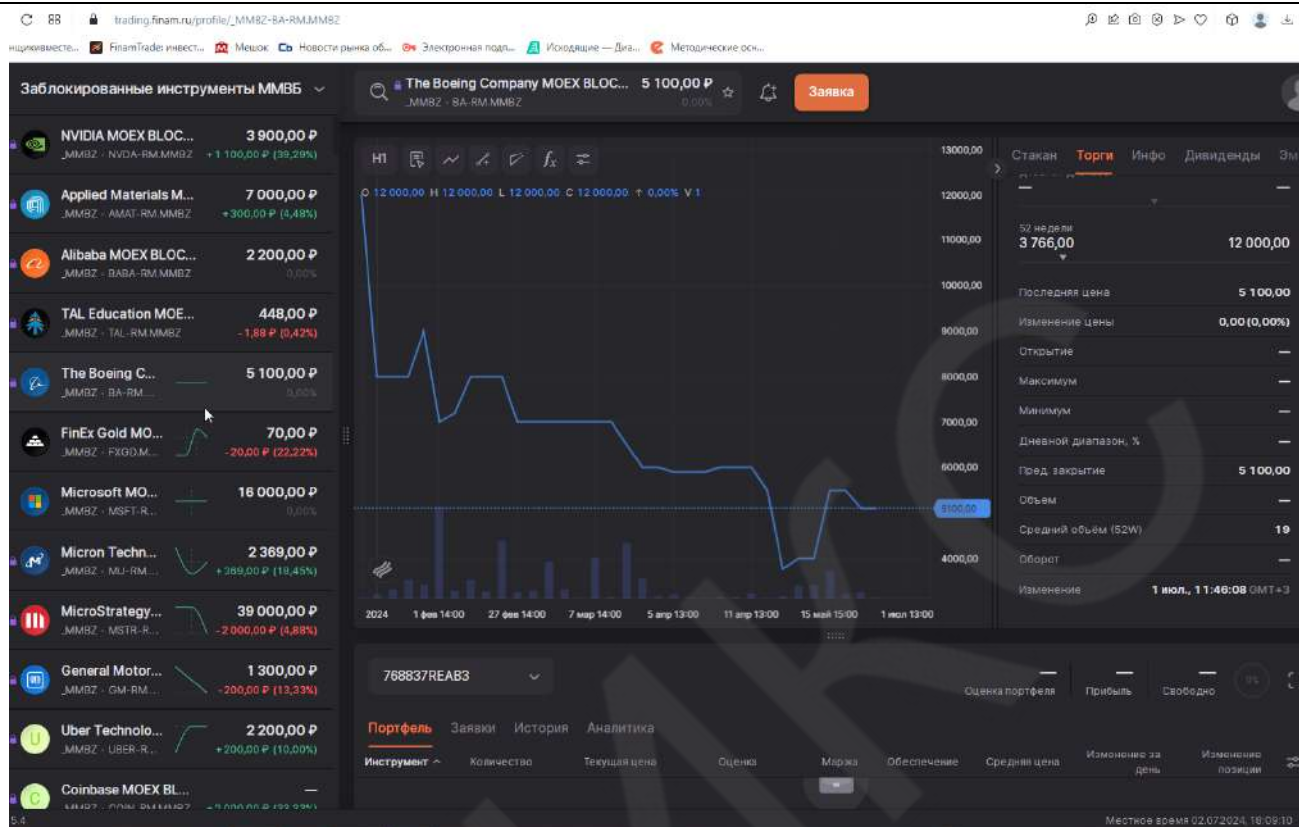 trading.finam.ru/profile/_MMBZ-BA-RM.MMBZ
FinamTrade: инвест... Мешок Новости рынка об... Электронная подп... Исходящие — Диа... Методические осн...
Заблокированные инструменты ММВБ
The Boeing Company MOEX BLOC... 5 100,00 ₽
_MMBZ - BA-RM.MMBZ 0,00%
Заявка
NVIDIA MOEX BLOC... 3 900,00 ₽
_MMBZ - NVDA-RM.MMBZ +1 100,00 ₽ (39,29%)
Applied Materials M... 7 000,00 ₽
_MMBZ - AMAT-RM.MMBZ +300,00 ₽ (4,48%)
Alibaba MOEX BLOC... 2 200,00 ₽
_MMBZ - BABA-RM.MMBZ 0,00%
TAL Education MOE... 448,00 ₽
_MMBZ - TAL-RM.MMBZ -1,88 ₽ (0,42%)
The Boeing C... 5 100,00 ₽
_MMBZ - BA-RM... 0,00%
FinEx Gold MO... 70,00 ₽
_MMBZ - FXGD.M... -20,00 ₽ (22,22%)
Microsoft MO... 16 000,00 ₽
_MMBZ - MSFT-R... 0,00%
Micron Techn... 2 369,00 ₽
_MMBZ - MU-RM... +369,00 ₽ (18,45%)
MicroStrategy... 39 000,00 ₽
_MMBZ - MSTR-R... -2 000,00 ₽ (4,88%)
General Motor... 1 300,00 ₽
_MMBZ - GM-RM... -200,00 ₽ (13,33%)
Uber Technolo... 2 200,00 ₽
_MMBZ - UBER-R... +200,00 ₽ (10,00%)
Coinbase MOEX BL... —
5.4
H1
O 12 000,00 H 12 000,00 L 12 000,00 C 12 000,00 ↑ 0,00% V 1
13000,00
12000,00
11000,00
10000,00
9000,00
8000,00
7000,00
6000,00
5100,00
4000,00
2024 1 фев 14:00 27 фев 14:00 7 мар 14:00 5 апр 13:00 11 апр 13:00 15 май 15:00 1 июл 13:00
Стакан Торги Инфо Дивиденды Эм
— —
52 недели
3 766,00 12 000,00
Последняя цена 5 100,00
Изменение цены 0,00 (0,00%)
Открытие —
Максимум —
Минимум —
Дневной диапазон, % —
Пред. закрытие 5 100,00
Объем —
Средний объём (52W) 19
Оборот —
Изменение 1 июл., 11:46:08 GMT+3
768837REAB3
— — —
Оценка портфеля Прибыль Свободно
Портфель Заявки История Аналитика
Инструмент Количество Текущая цена Оценка Маржа Обеспечение Средняя цена Изменение за день Изменение позиции
Местное время 02.07.2024, 18:09:10